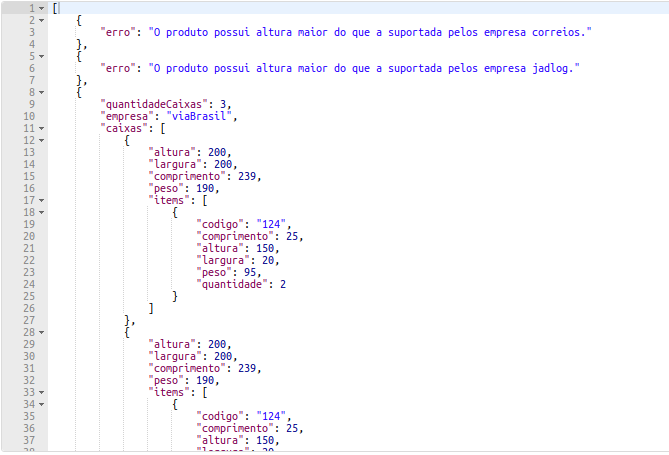 1 [
2 {
3 "erro": "O produto possui altura maior do que a suportada pelos empresa correios."
4 },
5 {
6 "erro": "O produto possui altura maior do que a suportada pelos empresa jadlog."
7 },
8 {
9 "quantidadeCaixas": 3,
10 "empresa": "viaBrasil",
11 "caixas": [
12 {
13 "altura": 200,
14 "largura": 200,
15 "comprimento": 239,
16 "peso": 190,
17 "items": [
18 {
19 "codigo": "124",
20 "comprimento": 25,
21 "altura": 150,
22 "largura": 20,
23 "peso": 95,
24 "quantidade": 2
25 }
26 ]
27 },
28 {
29 "altura": 200,
30 "largura": 200,
31 "comprimento": 239,
32 "peso": 190,
33 "items": [
34 {
35 "codigo": "124",
36 "comprimento": 25,
37 "altura": 150,